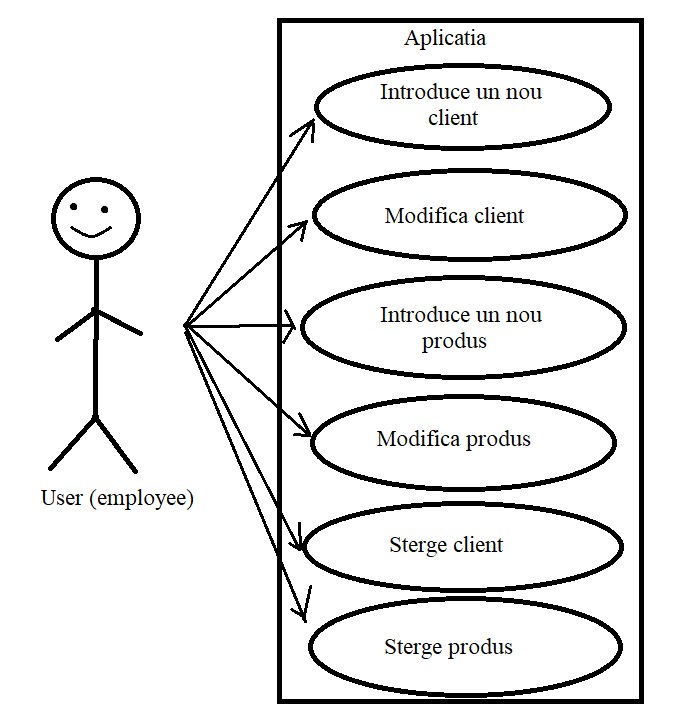 Aplicatia
Introduce un nou
client
Modifica client
Introduce un nou
produs
Modifica produs
Sterge client
Sterge produs
User (employee)